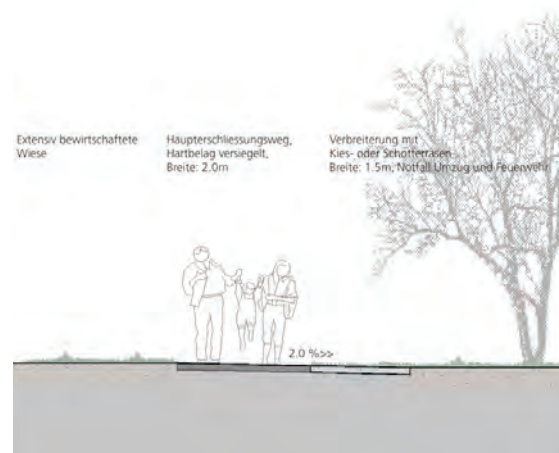 Extensiv bewirtschaftete
Wiese
Haupterschliessungsweg,
Hartbelag versiegelt,
Breite: 2.0m
Verbreiterung mit
Kies- oder Schotterrasen
Breite: 1.5m, Notfall Umzug und Feuerwehr
2.0 %>>